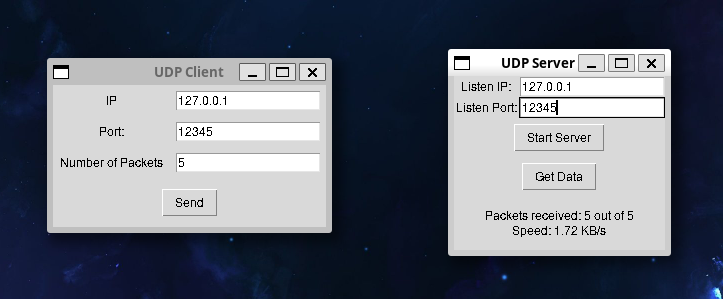 UDP Client
IP
127.0.0.1
Port:
12345
Number of Packets
5
Send
UDP Server
Listen IP:
127.0.0.1
Listen Port:
12345
Start Server
Get Data
Packets received: 5 out of 5
Speed: 1.72 KB/s